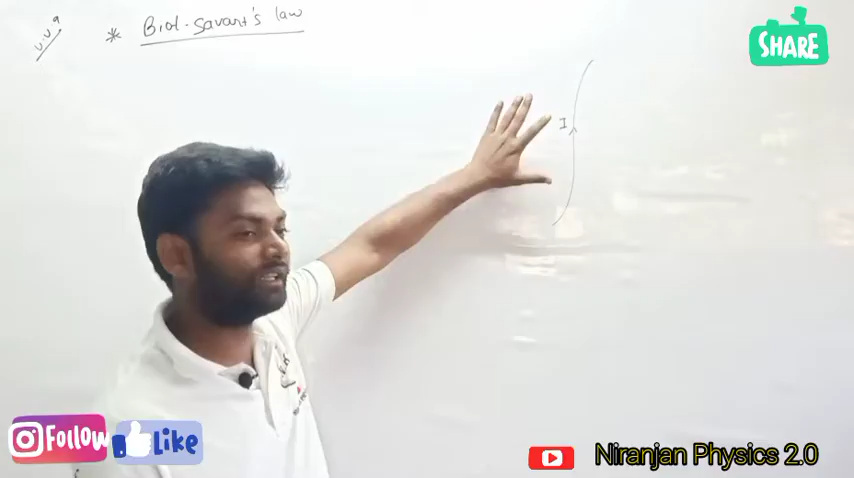 v.v.q
* Biot-Savart's law
SHARE
I
Follow
Like
Niranjan Physics 2.0